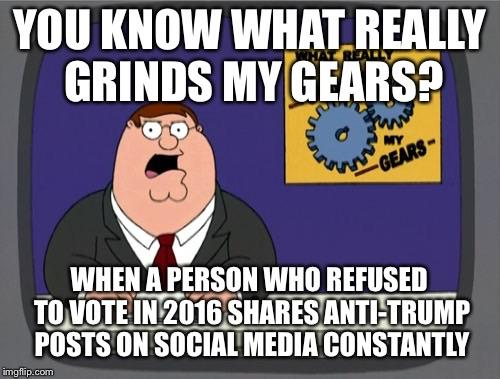 YOU KNOW WHAT REALLY
GRINDS MY GEARS?
WHAT REALLY
MY
GEARS
WHEN A PERSON WHO REFUSED
TO VOTE IN 2016 SHARES ANTI-TRUMP
POSTS ON SOCIAL MEDIA CONSTANTLY
imgflip.com